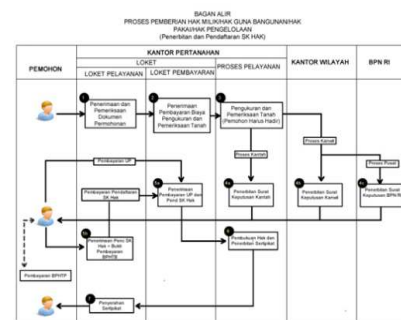 BAGAN ALIR
PROSES PEMBERIAN HAK MILIK/HAK GUNA BANGUNAN/HAK
PAKAI/HAK PENGELOLAAN
(Penerbitan dan Pendaftaran SK HAK)
PEMOHON
KANTOR PERTANAHAN
LOKET
LOKET PELAYANAN
LOKET PEMBAYARAN
PROSES PELAYANAN
KANTOR WILAYAH
BPN RI
1
Penerimaan dan
Pemeriksaan
Dokumen
Permohonan
2
Penerimaan
Pembayaran Biaya
Pengukuran dan
Pemeriksaan Tanah
3
Pengukuran dan
Pemeriksaan Tanah
(Pemohon Harus Hadir)
Proses Kantah
Proses Kanwil
Proses Pusat
Pembayaran UP
Pembayaran Pendaftaran
SK Hak
Penerimaan
Pembayaran UP dan
Pend SK Hak
Penerbitan Surat
Keputusan Kantah
Penerbitan Surat
Keputusan Kanwil
Penerbitan Surat
Keputusan BPN-RI
Penerimaan Pend SK
Hak + Bukti
Pembayaran
BPHTB
Pembukuan Hak dan
Penerbitan Sertipikat
Pembayaran BPHTP
7
Penyerahan
Sertipikat